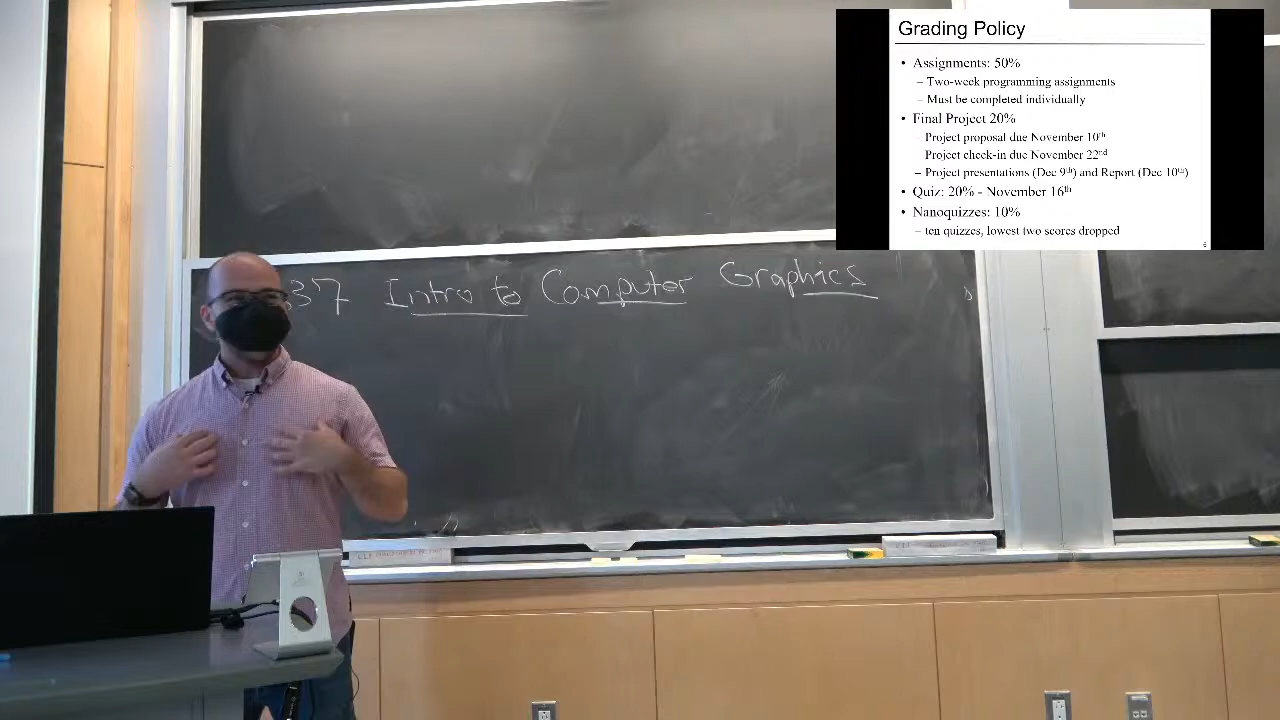 Grading Policy
• Assignments: 50%
– Two-week programming assignments
– Must be completed individually
• Final Project 20%
Project proposal due November 10th
Project check-in due November 22nd
– Project presentations (Dec 9th) and Report (Dec 10th)
• Quiz: 20% - November 16th
• Nanoquizzes: 10%
– ten quizzes, lowest two scores dropped
6
37 Intro to Computer Graphics